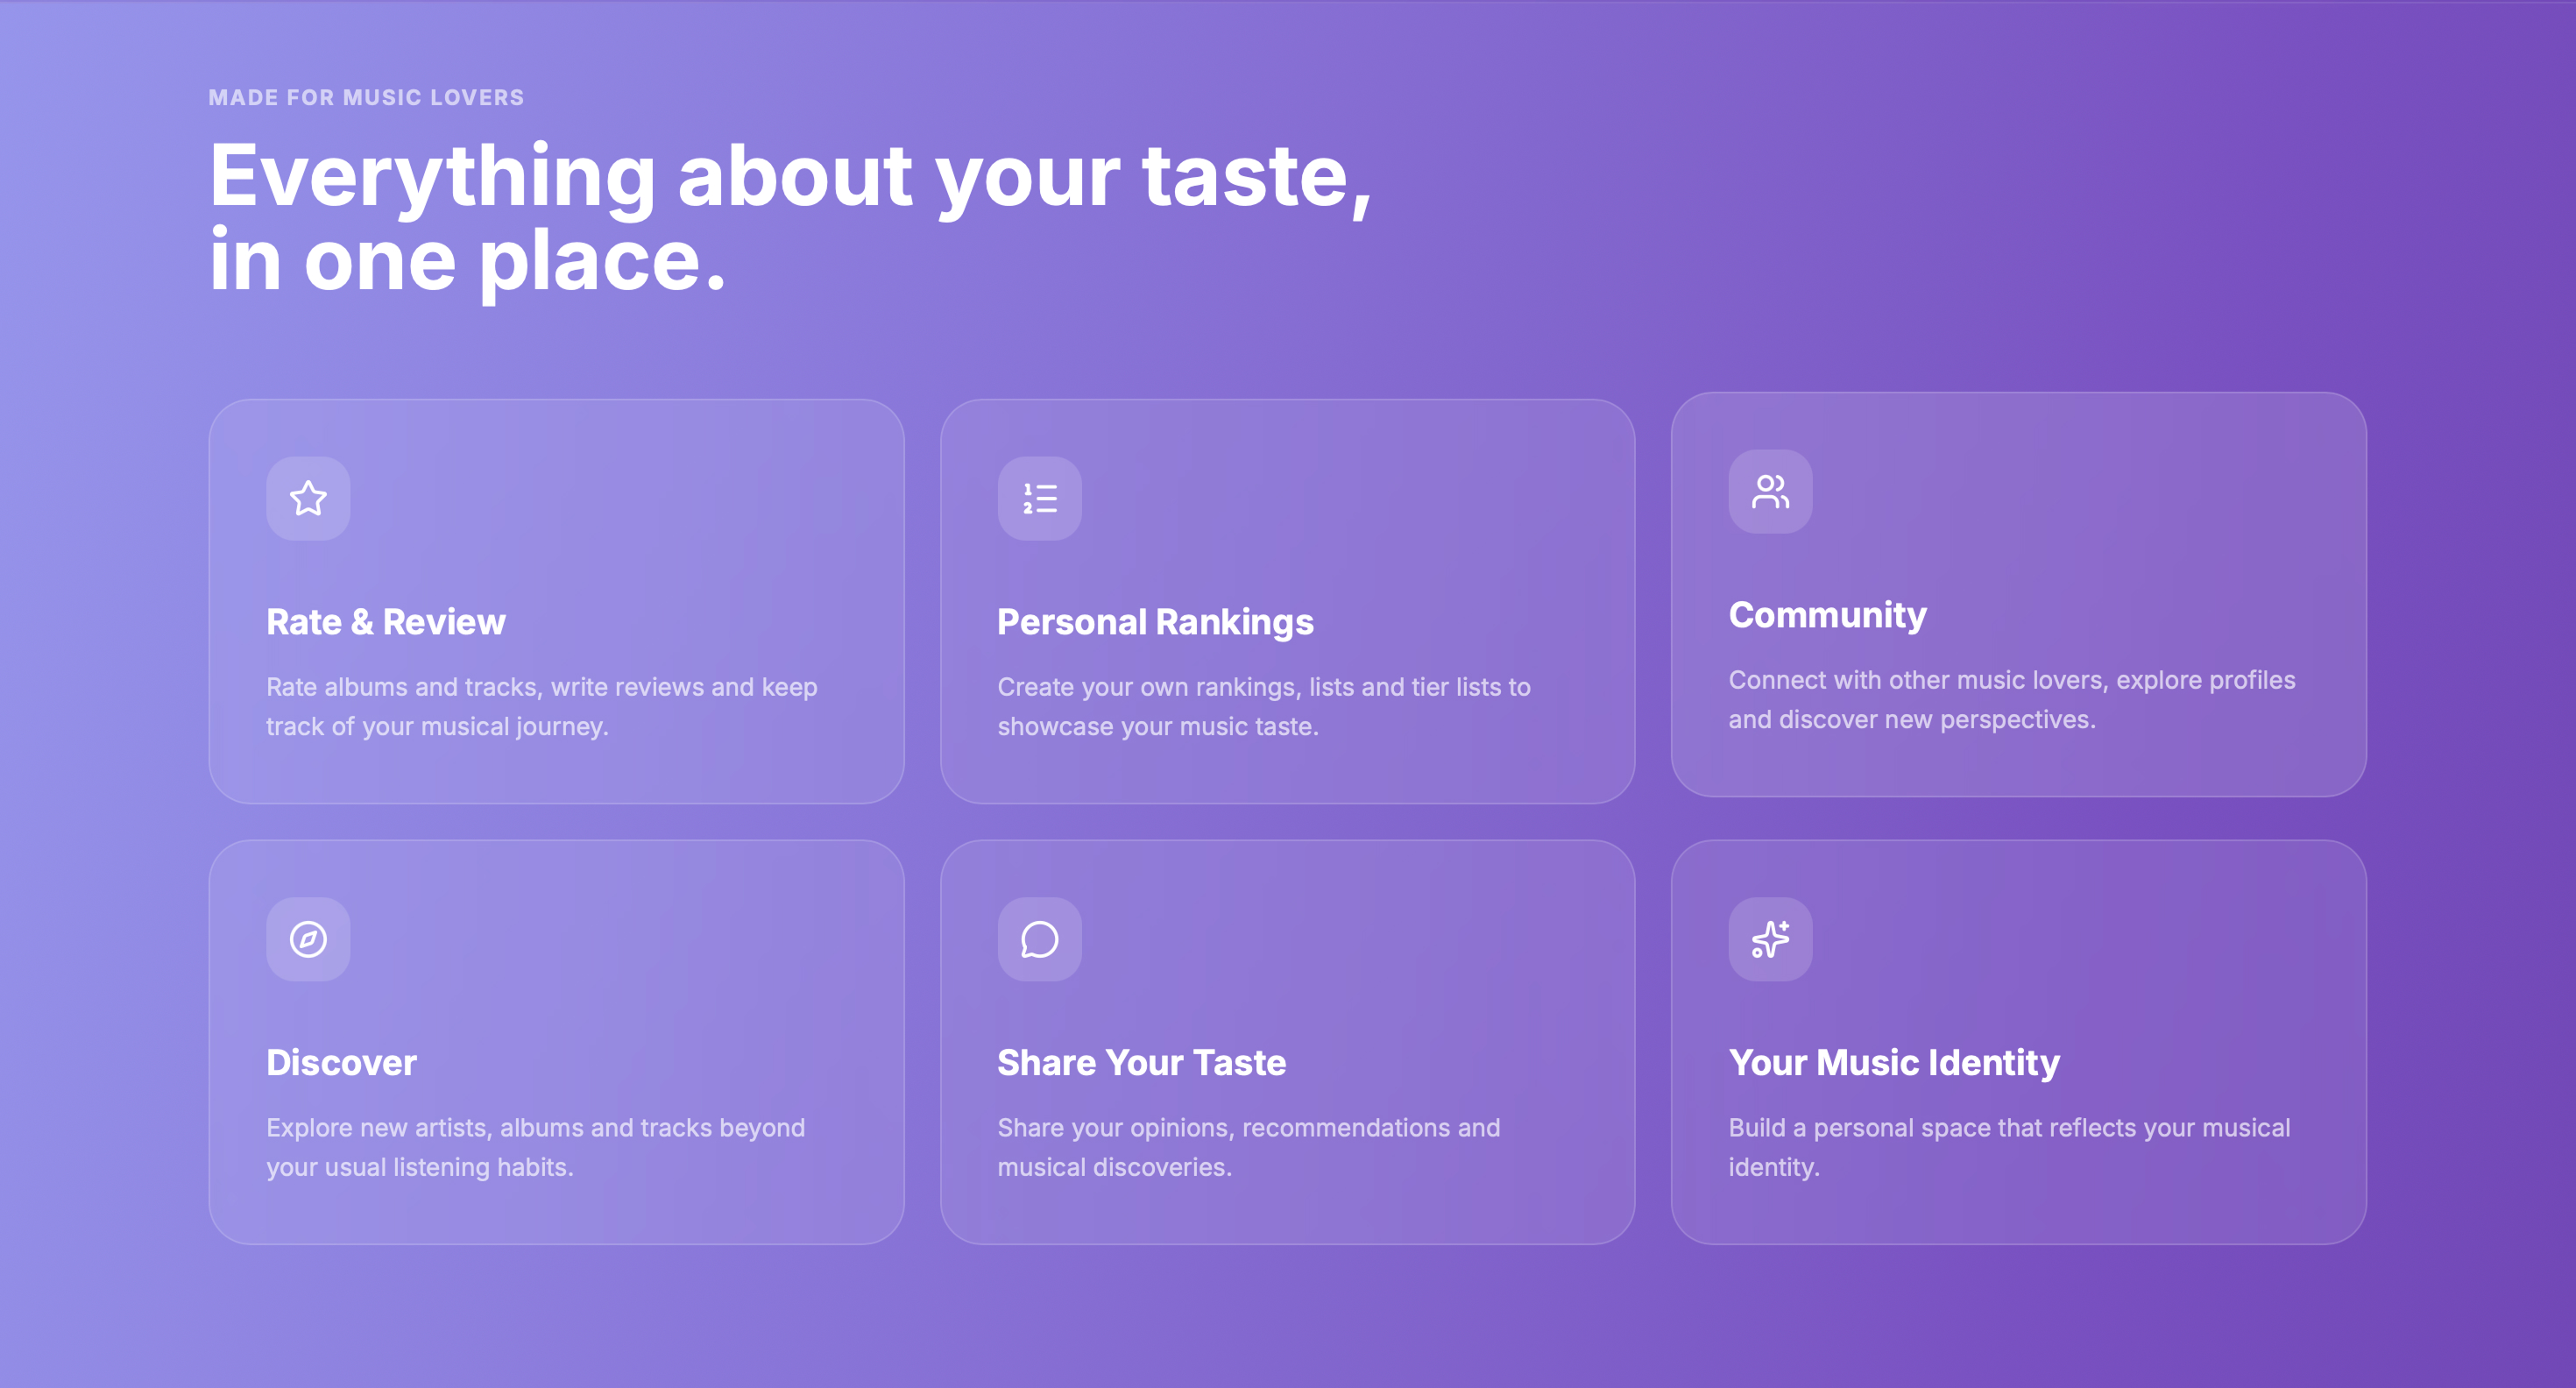 MADE FOR MUSIC LOVERS
Everything about your taste,
in one place.
Rate & Review
Rate albums and tracks, write reviews and keep
track of your musical journey.
Personal Rankings
Create your own rankings, lists and tier lists to
showcase your music taste.
Community
Connect with other music lovers, explore profiles
and discover new perspectives.
Discover
Explore new artists, albums and tracks beyond
your usual listening habits.
Share Your Taste
Share your opinions, recommendations and
musical discoveries.
Your Music Identity
Build a personal space that reflects your musical
identity.